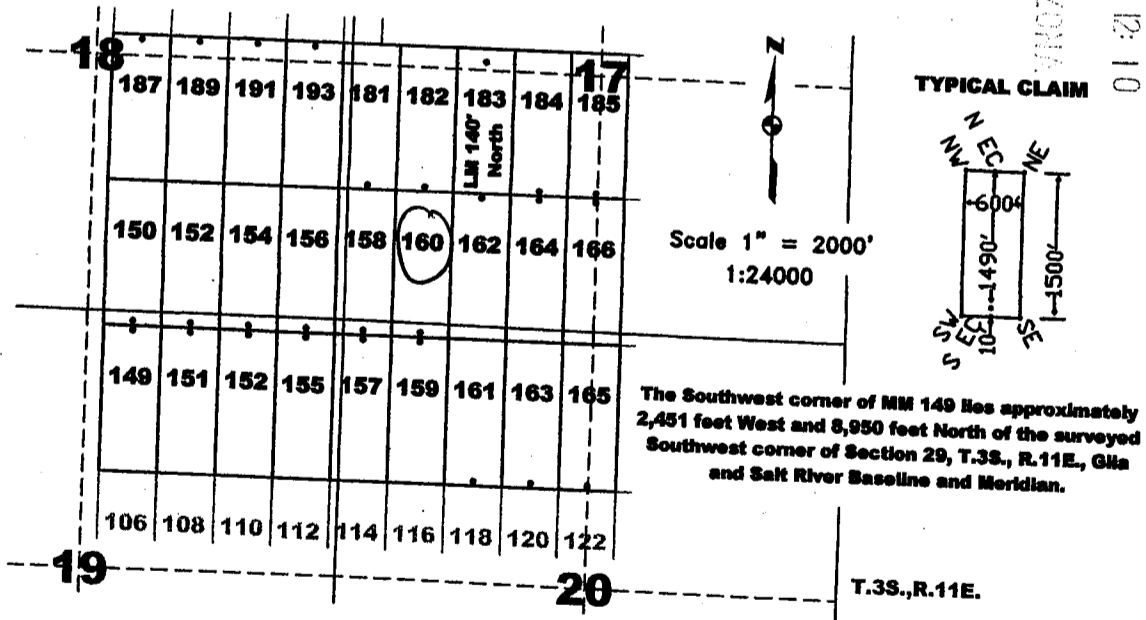 12: 10
18
17
187 189 191 193 181 182 183 184 185
LM 140'
North
150 152 154 156 158 160 162 164 166
149 151 152 155 157 159 161 163 165
106 108 110 112 114 116 118 120 122
19
20
N
Scale 1" = 2000'
1:24000
TYPICAL CLAIM
NW
N EC
NE
600'
1490'
1500'
10'
SW
S EC
SE
The Southwest corner of MM 149 lies approximately
2,451 feet West and 8,950 feet North of the surveyed
Southwest corner of Section 29, T.3S., R.11E., Gila
and Salt River Baseline and Meridian.
T.3S.,R.11E.